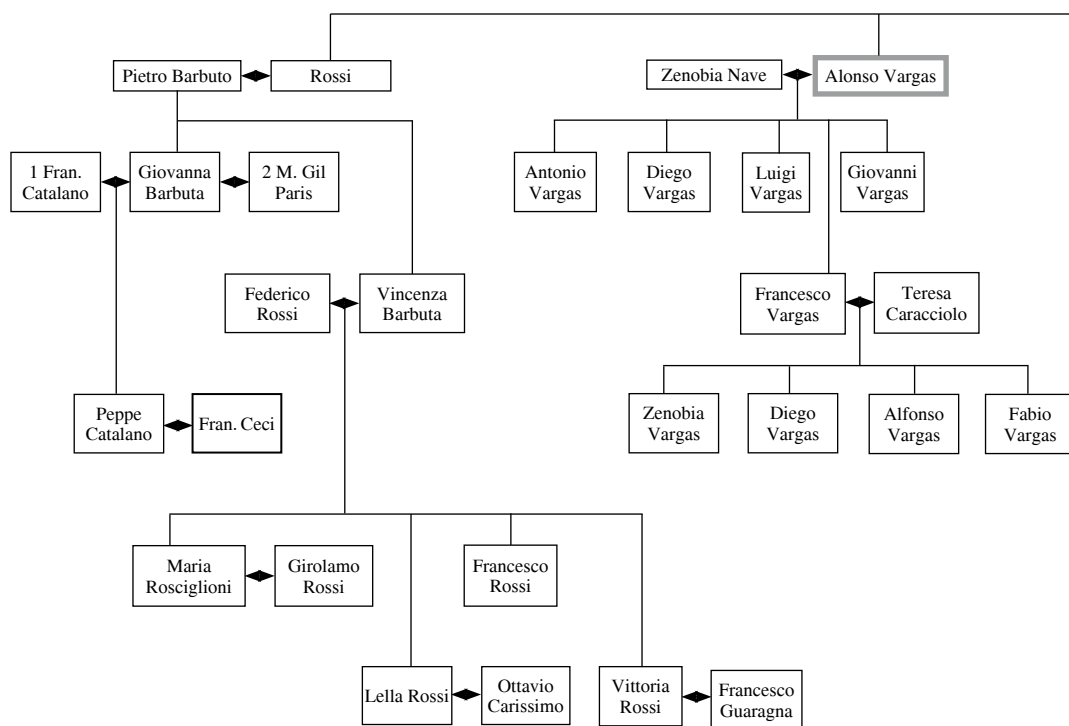 Pietro Barbuto
Rossi
Zenobia Nave
Alonso Vargas
1 Fran.
Catalano
Giovanna
Barbuta
2 M. Gil
Paris
Antonio
Vargas
Diego
Vargas
Luigi
Vargas
Giovanni
Vargas
Federico
Rossi
Vincenza
Barbuta
Francesco
Vargas
Teresa
Caracciolo
Peppe
Catalano
Fran. Ceci
Zenobia
Vargas
Diego
Vargas
Alfonso
Vargas
Fabio
Vargas
Maria
Rosciglioni
Girolamo
Rossi
Francesco
Rossi
Lella Rossi
Ottavio
Carissimo
Vittoria
Rossi
Francesco
Guaragna